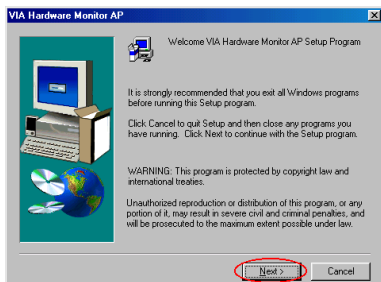 VIA Hardware Monitor AP
Welcome VIA Hardware Monitor AP Setup Program
It is strongly recommended that you exit all Windows programs
before running this Setup program.
Click Cancel to quit Setup and then close any programs you
have running. Click Next to continue with the Setup program.
WARNING: This program is protected by copyright law and
international treaties.
Unauthorized reproduction or distribution of this program, or any
portion of it, may result in severe civil and criminal penalties, and
will be prosecuted to the maximum extent possible under law.
Next >
Cancel